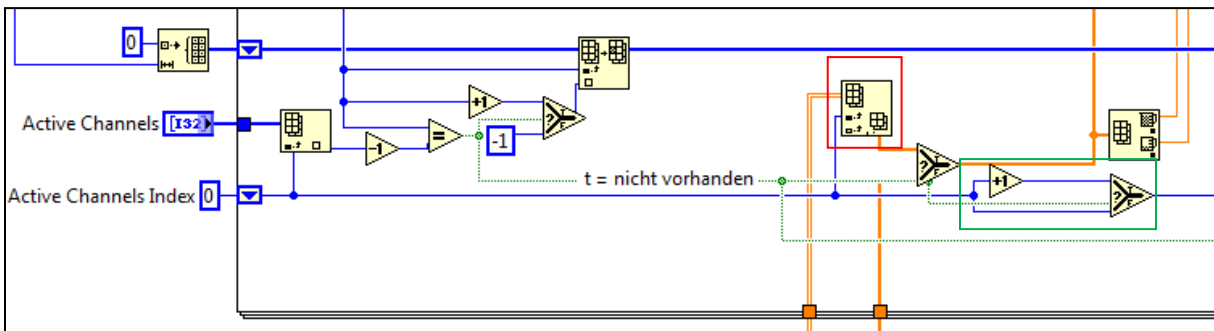 0
+1
Active Channels [I32]
-1
=
?
T
F
-1
Active Channels Index 0
t = nicht vorhanden
?
T
F
+1
?
T
F